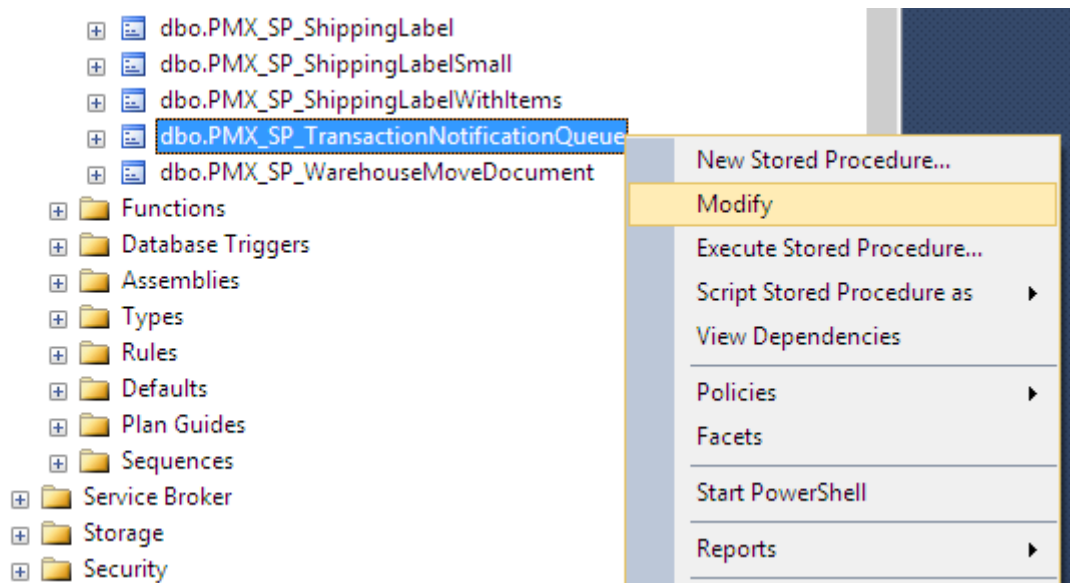 dbo.PMX_SP_ShippingLabel
dbo.PMX_SP_ShippingLabelSmall
dbo.PMX_SP_ShippingLabelWithItems
dbo.PMX_SP_TransactionNotificationQueue
dbo.PMX_SP_WarehouseMoveDocument
Functions
Database Triggers
Assemblies
Types
Rules
Defaults
Plan Guides
Sequences
Service Broker
Storage
Security
New Stored Procedure...
Modify
Execute Stored Procedure...
Script Stored Procedure as
View Dependencies
Policies
Facets
Start PowerShell
Reports